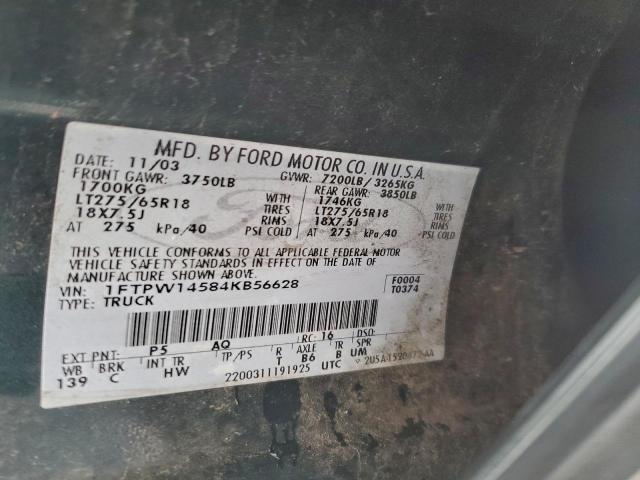 MFD. BY FORD MOTOR CO. IN U.S.A.
DATE: 11/03 GVWR: 7200LB/ 3265KG
FRONT GAWR: 3750LB REAR GAWR: 3850LB
1700KG WITH 1746KG WITH
LT275/65R18 TIRES LT275/65R18 TIRES
18X7.5J RIMS 18X7.5J RIMS
AT 275 kPa/40 PSI COLD AT 275 kPa/40 PSI COLD
THIS VEHICLE CONFORMS TO ALL APPLICABLE FEDERAL MOTOR
VEHICLE SAFETY STANDARDS IN EFFECT ON THE DATE OF
MANUFACTURE SHOWN ABOVE.
VIN: 1FTPW14584KB56628 F0004
TYPE: TRUCK T0374
EXT PNT: P5 AQ RC: 16 DSO:
WB BRK INT TR TP/PS R AXLE TR SPR
139 C HW T B6 B UM
2200311191925 UTC